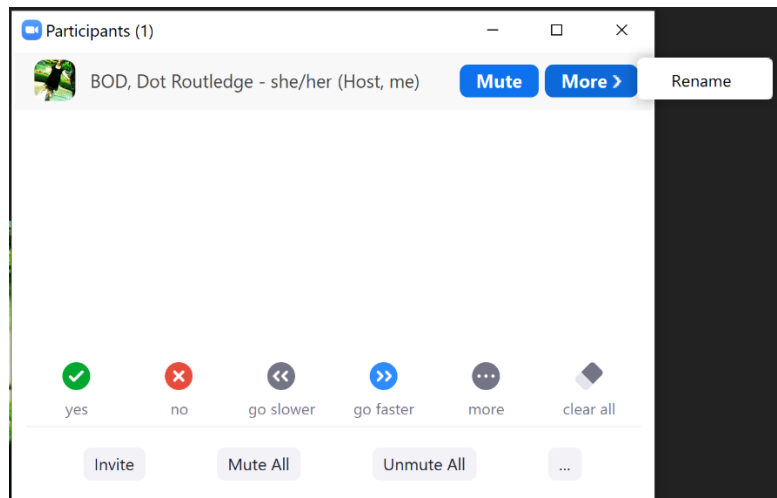 Participants (1)
BOD, Dot Routledge - she/her (Host, me) Mute More > Rename
yes no go slower go faster more clear all
Invite Mute All Unmute All ...